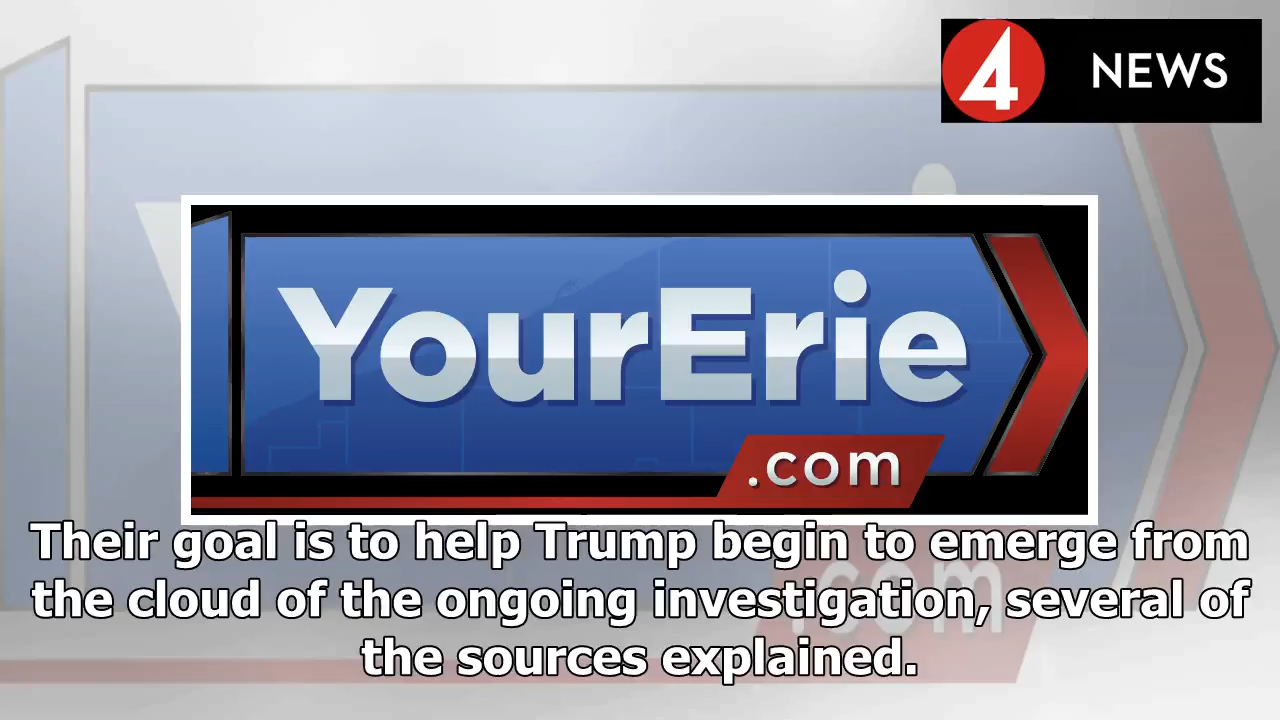 4 NEWS
YourErie
.com
Their goal is to help Trump begin to emerge from
the cloud of the ongoing investigation, several of
the sources explained.